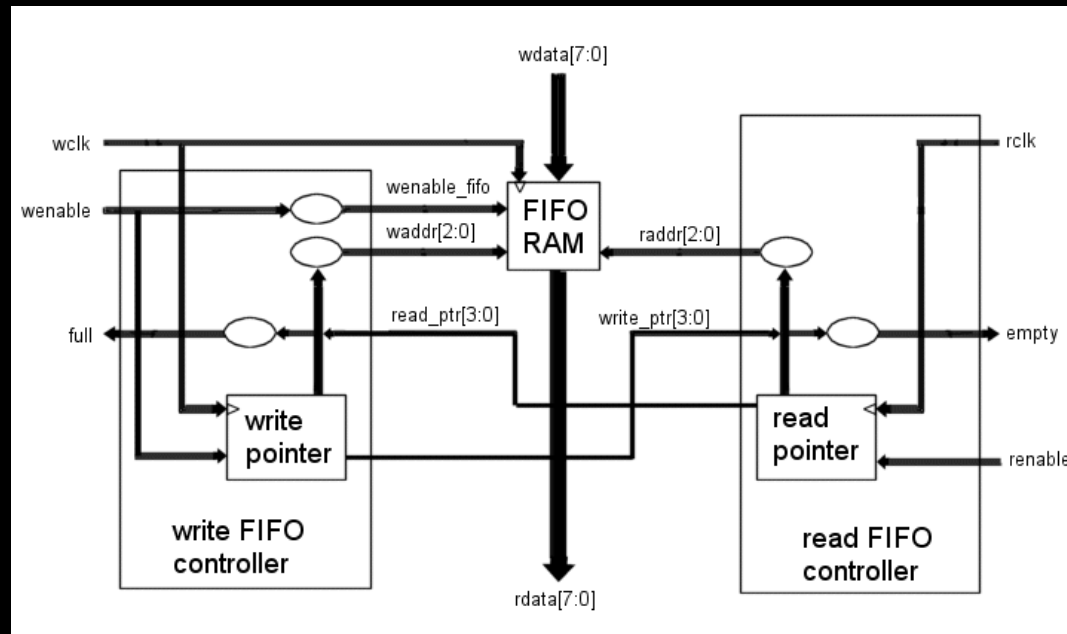 wdata[7:0]
wclk
rclk
wenable_fifo
wenable
FIFO
RAM
waddr[2:0]
raddr[2:0]
read_ptr[3:0]
write_ptr[3:0]
full
empty
write
pointer
read
pointer
renable
write FIFO
controller
read FIFO
controller
rdata[7:0]